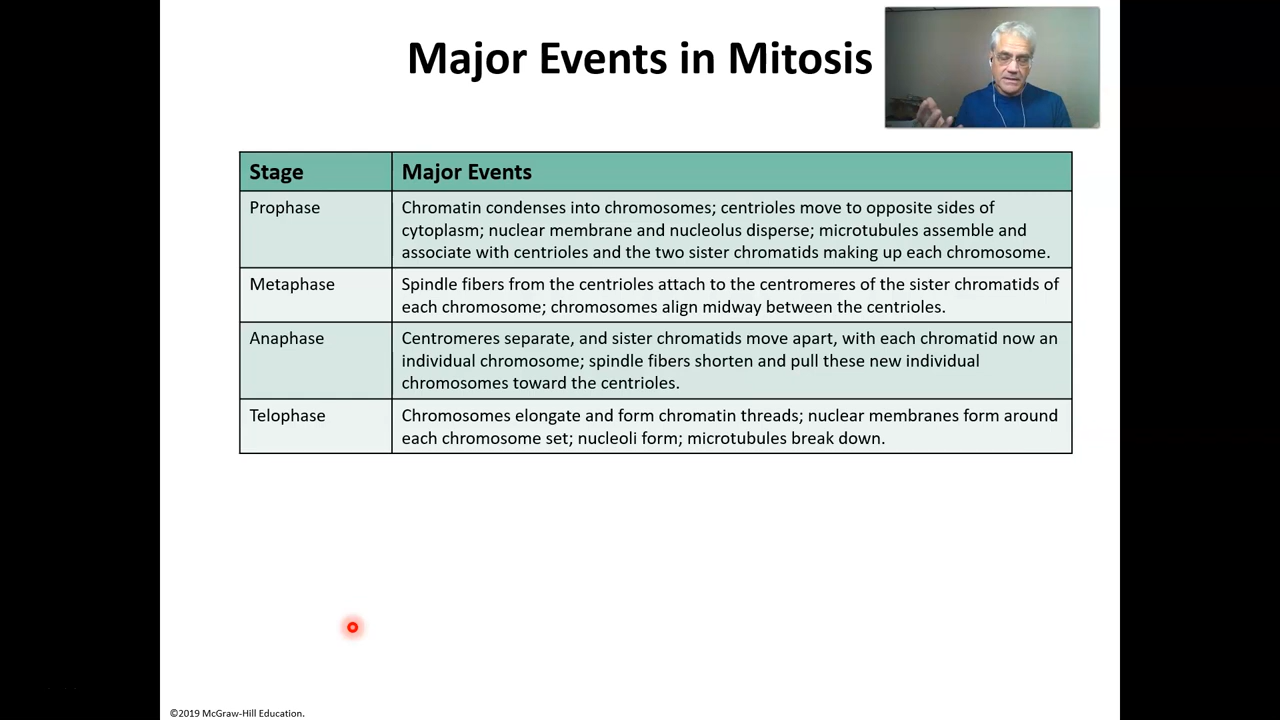 Major Events in Mitosis
Stage
Major Events
Prophase
Chromatin condenses into chromosomes; centrioles move to opposite sides of
cytoplasm; nuclear membrane and nucleolus disperse; microtubules assemble and
associate with centrioles and the two sister chromatids making up each chromosome.
Metaphase
Spindle fibers from the centrioles attach to the centromeres of the sister chromatids of
each chromosome; chromosomes align midway between the centrioles.
Anaphase
Centromeres separate, and sister chromatids move apart, with each chromatid now an
individual chromosome; spindle fibers shorten and pull these new individual
chromosomes toward the centrioles.
Telophase
Chromosomes elongate and form chromatin threads; nuclear membranes form around
each chromosome set; nucleoli form; microtubules break down.
©2019 McGraw-Hill Education.